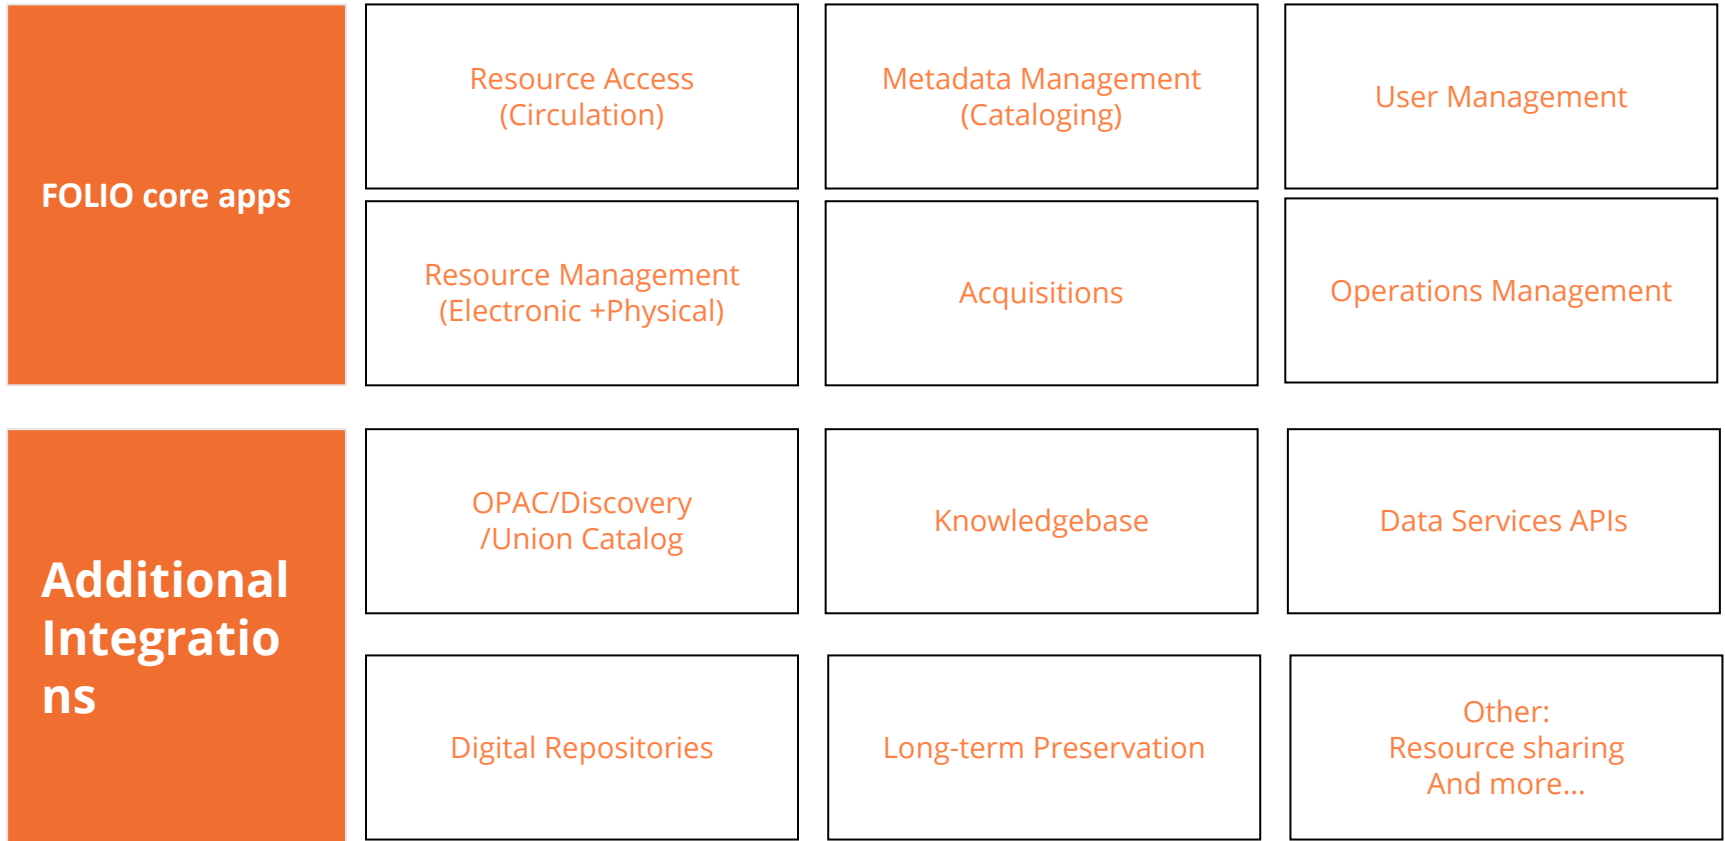 FOLIO core apps
Resource Access
(Circulation)
Metadata Management
(Cataloging)
User Management
Resource Management
(Electronic +Physical)
Acquisitions
Operations Management
Additional
Integratio
ns
OPAC/Discovery
/Union Catalog
Knowledgebase
Data Services APIs
Digital Repositories
Long-term Preservation
Other:
Resource sharing
And more...